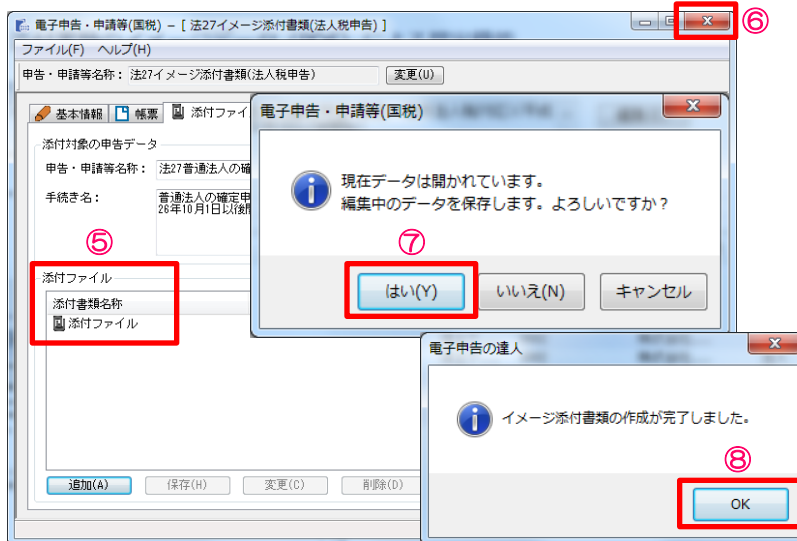 電子申告・申請等(国税) － [ 法27イメージ添付書類(法人税申告) ]
⑥
ファイル(F) ヘルプ(H)
申告・申請等名称： 法27イメージ添付書類(法人税申告) 変更(U)
基本情報 帳票 添付ファイ
添付対象の申告データ
申告・申請等名称： 法27普通法人の確
手続き名： 普通法人の確定申
26年10月1日以後
⑤
添付ファイル
添付書類名称
添付ファイル
追加(A) 保存(H) 変更(C) 削除(D)
電子申告・申請等(国税)
現在データは開かれています。
編集中のデータを保存します。よろしいですか？
⑦
はい(Y) いいえ(N) キャンセル
電子申告の達人
イメージ添付書類の作成が完了しました。
⑧
OK